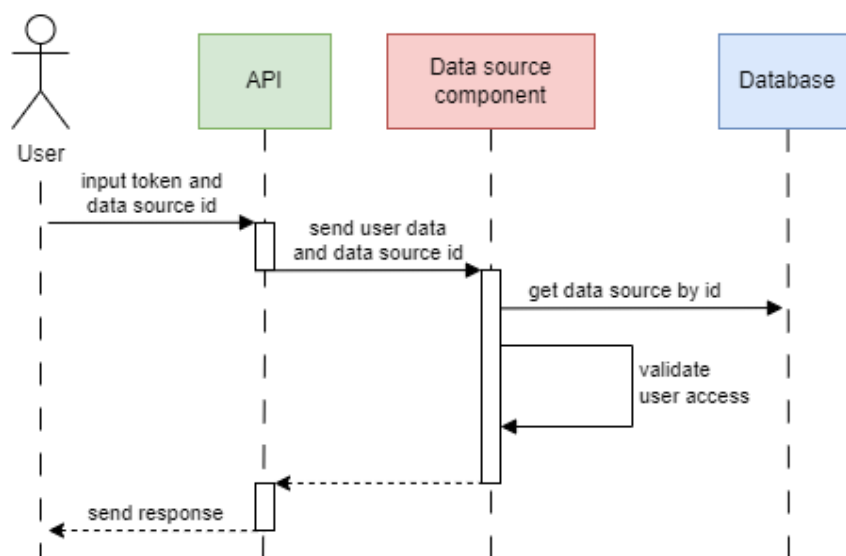 API
Data source
component
Database
User
input token and
data source id
send user data
and data source id
get data source by id
validate
user access
send response